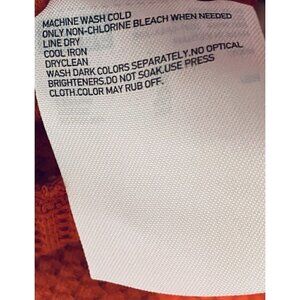 MACHINE WASH COLD
ONLY NON-CHLORINE BLEACH WHEN NEEDED
LINE DRY
COOL IRON
DRYCLEAN
WASH DARK COLORS SEPARATELY.NO OPTICAL
BRIGHTENERS.DO NOT SOAK.USE PRESS
CLOTH.COLOR MAY RUB OFF.